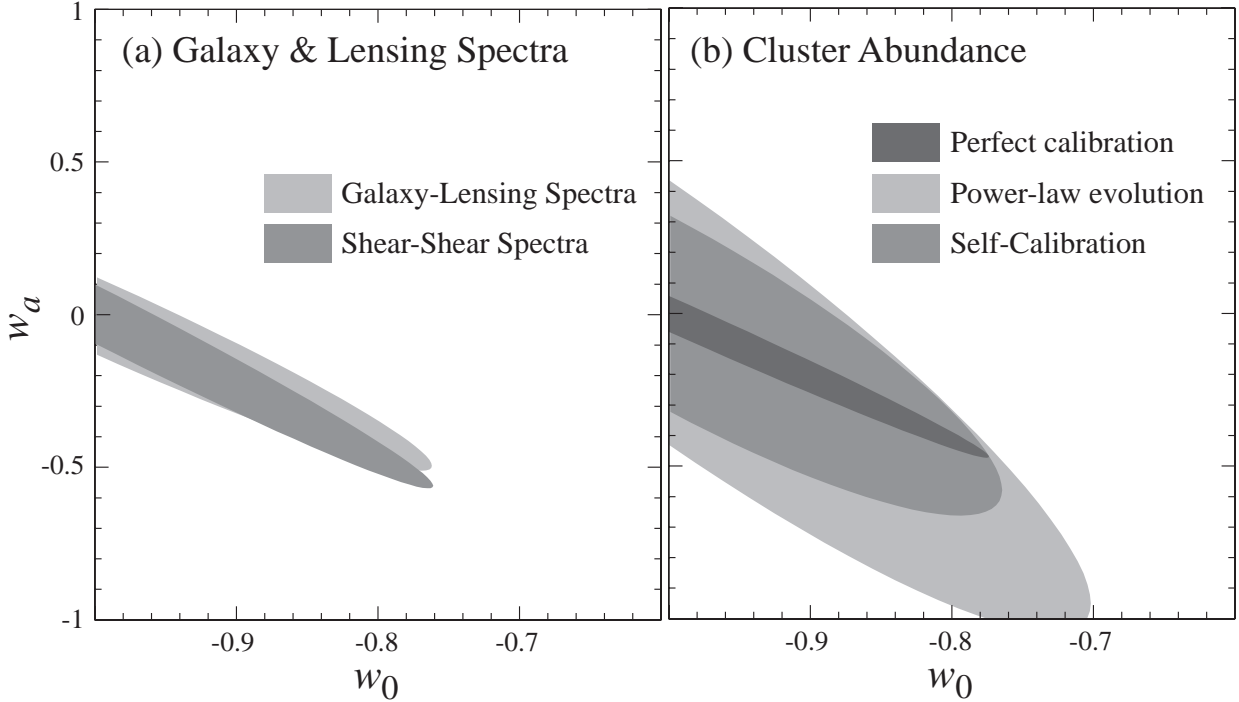 (a) Galaxy & Lensing Spectra
Galaxy-Lensing Spectra
Shear-Shear Spectra
1
0.5
0
-0.5
-1
w_a
-0.9
-0.8
-0.7
w_0
(b) Cluster Abundance
Perfect calibration
Power-law evolution
Self-Calibration
-0.9
-0.8
-0.7
w_0